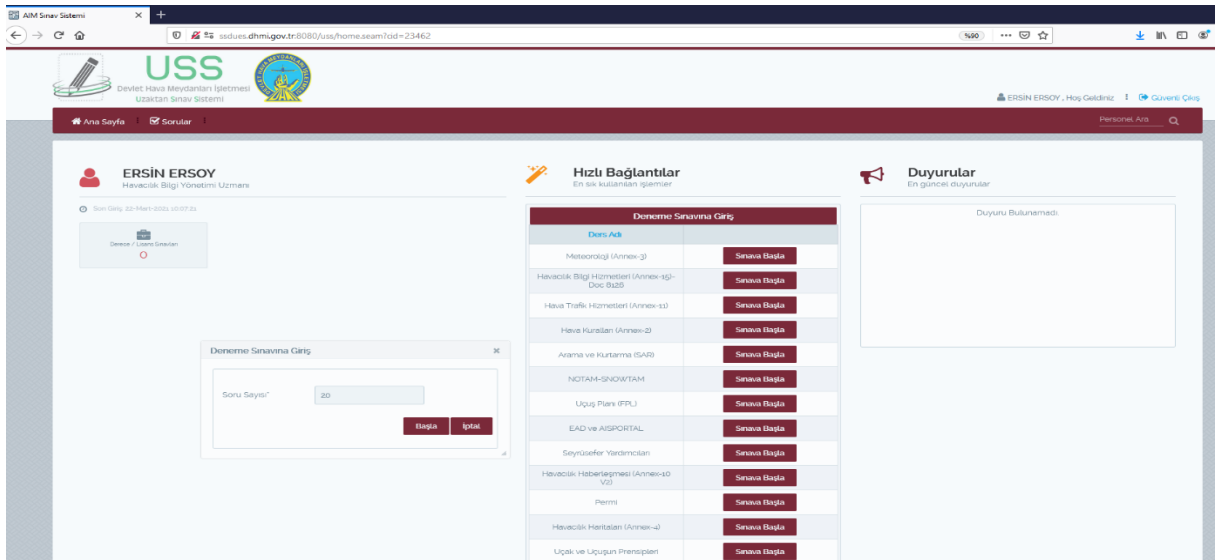 AIM Sınav Sistemi
ssdues.dhmi.gov.tr:8080/uss/home.seam?cid=23462
%90
USS
Devlet Hava Meydanları İşletmesi
Uzaktan Sınav Sistemi
DEVLET HAVA MEYDANLARI İŞLETMESİ
ERSİN ERSOY , Hoş Geldiniz
Güvenli Çıkış
Ana Sayfa
Sorular
Personel Ara
ERSİN ERSOY
Havacılık Bilgi Yönetimi Uzmanı
Son Giriş: 22-Mart-2021 10:07:21
Derece / Lisans Sınavları
0
Deneme Sınavına Giriş
Soru Sayısı*
20
Başla
İptal
Hızlı Bağlantılar
En sık kullanılan işlemler
Deneme Sınavına Giriş
Ders Adı
Meteoroloji (Annex-3) Sınava Başla
Havacılık Bilgi Hizmetleri (Annex-15)-
Doc 8126 Sınava Başla
Hava Trafik Hizmetleri (Annex-11) Sınava Başla
Hava Kuralları (Annex-2) Sınava Başla
Arama ve Kurtarma (SAR) Sınava Başla
NOTAM-SNOWTAM Sınava Başla
Uçuş Planı (FPL) Sınava Başla
EAD ve AISPORTAL Sınava Başla
Seyrüsefer Yardımcıları Sınava Başla
Havacılık Haberleşmesi (Annex-10
V2) Sınava Başla
Permi Sınava Başla
Havacılık Haritaları (Annex-4) Sınava Başla
Uçak ve Uçuşun Prensipleri Sınava Başla
Duyurular
En güncel duyurular
Duyuru Bulunamadı.